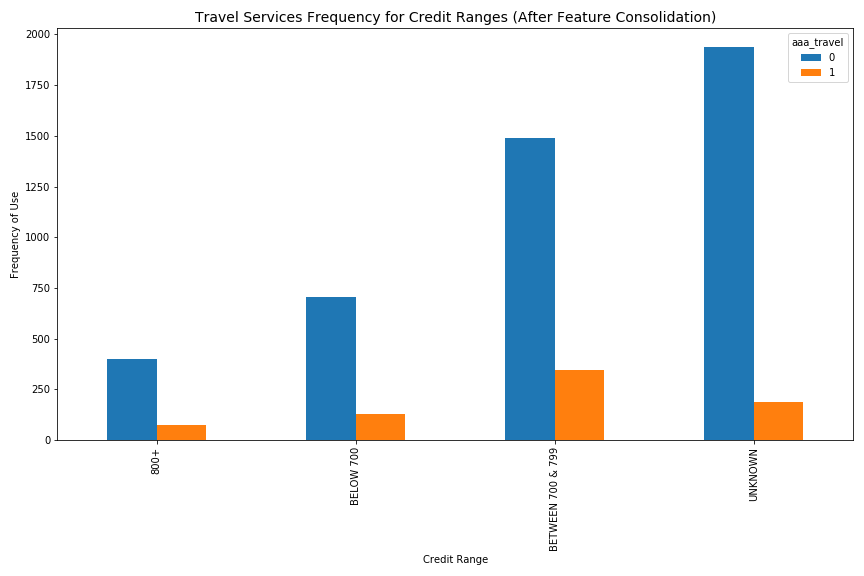 Travel Services Frequency for Credit Ranges (After Feature Consolidation)
aaa_travel
0
1
2000
1750
1500
1250
1000
750
500
250
0
Frequency of Use
800+
BELOW 700
BETWEEN 700 & 799
UNKNOWN
Credit Range